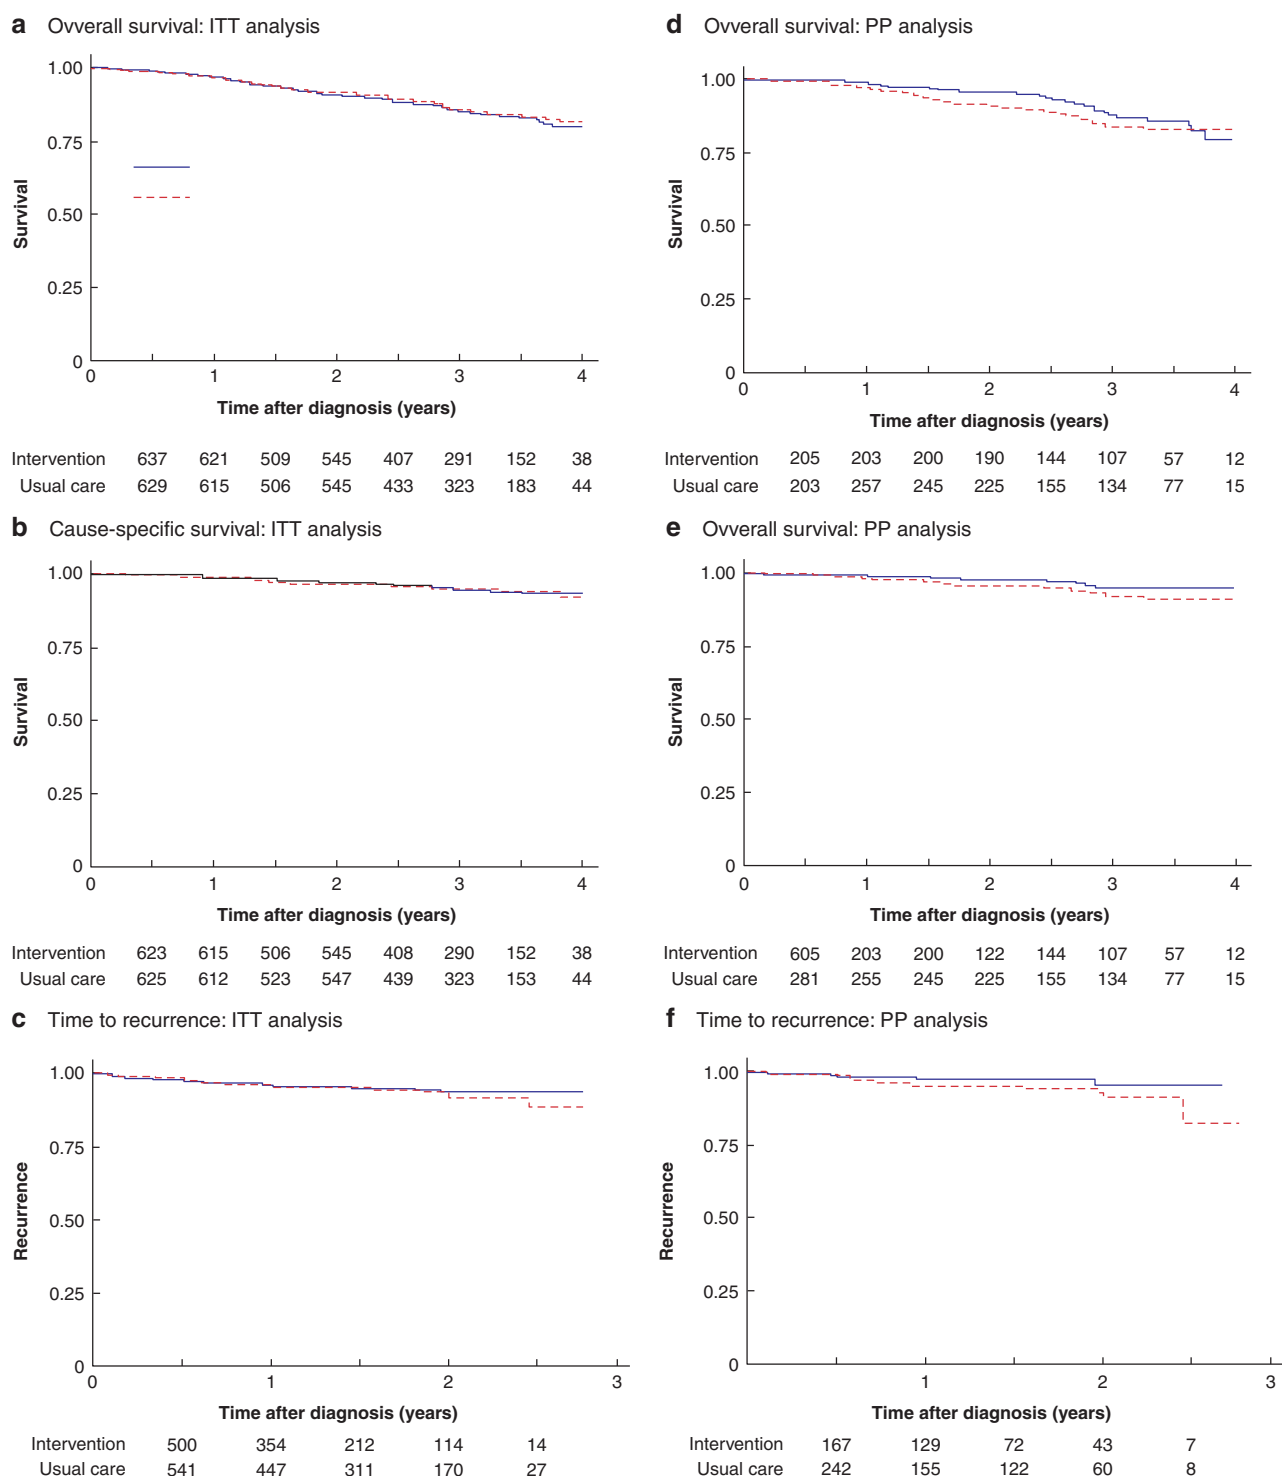 a Ovverall survival: ITT analysis
1.00
0.75
0.50
0.25
0
Survival
0 1 2 3 4
Time after diagnosis (years)
Intervention 637 621 509 545 407 291 152 38
Usual care 629 615 506 545 433 323 183 44
b Cause-specific survival: ITT analysis
1.00
0.75
0.50
0.25
0
Survival
0 1 2 3 4
Time after diagnosis (years)
Intervention 623 615 506 545 408 290 152 38
Usual care 625 612 523 547 439 323 153 44
c Time to recurrence: ITT analysis
1.00
0.75
0.50
0.25
0
Recurrence
0 1 2 3
Time after diagnosis (years)
Intervention 500 354 212 114 14
Usual care 541 447 311 170 27
d Ovverall survival: PP analysis
1.00
0.75
0.50
0.25
0
Survival
0 1 2 3 4
Time after diagnosis (years)
Intervention 205 203 200 190 144 107 57 12
Usual care 203 257 245 225 155 134 77 15
e Ovverall survival: PP analysis
1.00
0.75
0.50
0.25
0
Survival
0 1 2 3 4
Time after diagnosis (years)
Intervention 605 203 200 122 144 107 57 12
Usual care 281 255 245 225 155 134 77 15
f Time to recurrence: PP analysis
1.00
0.75
0.50
0.25
0
Recurrence
1 2 3
Time after diagnosis (years)
Intervention 167 129 72 43 7
Usual care 242 155 122 60 8